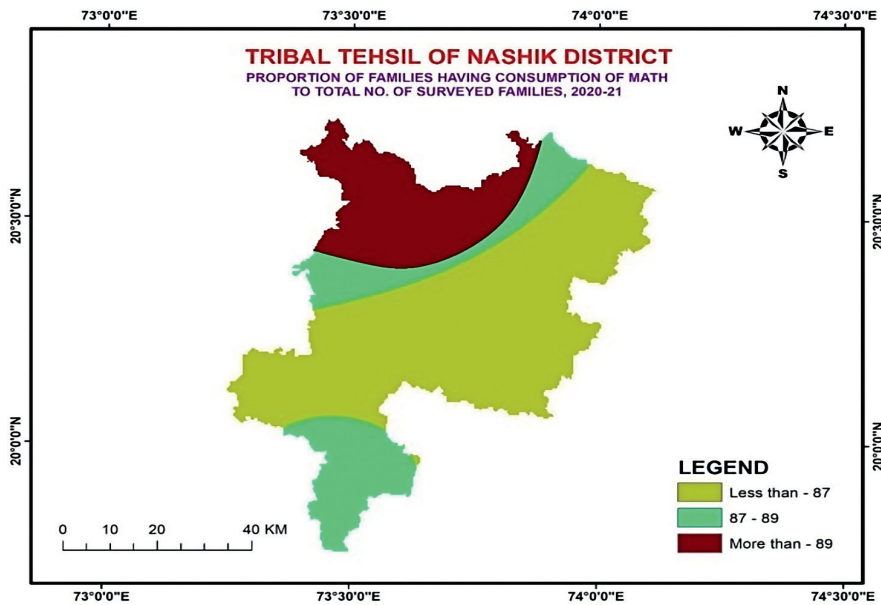 73°0'0"E 73°30'0"E 74°0'0"E 74°30'0"E
TRIBAL TEHSIL OF NASHIK DISTRICT
PROPORTION OF FAMILIES HAVING CONSUMPTION OF MATH
TO TOTAL NO. OF SURVEYED FAMILIES, 2020-21
N
W E
S
20°30'0"N 20°30'0"N
20°0'0"N 20°0'0"N
LEGEND
Less than - 87
87 - 89
More than - 89
0 10 20 40 KM
73°0'0"E 73°30'0"E 74°0'0"E 74°30'0"E